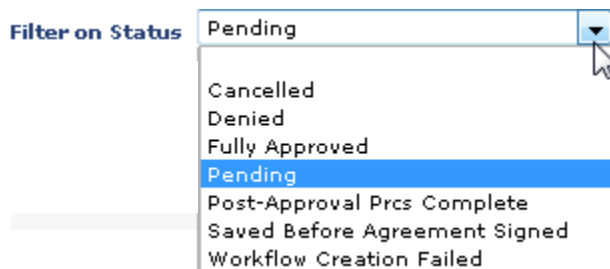 Filter on Status Pending
Cancelled
Denied
Fully Approved
Pending
Post-Approval Prcs Complete
Saved Before Agreement Signed
Workflow Creation Failed